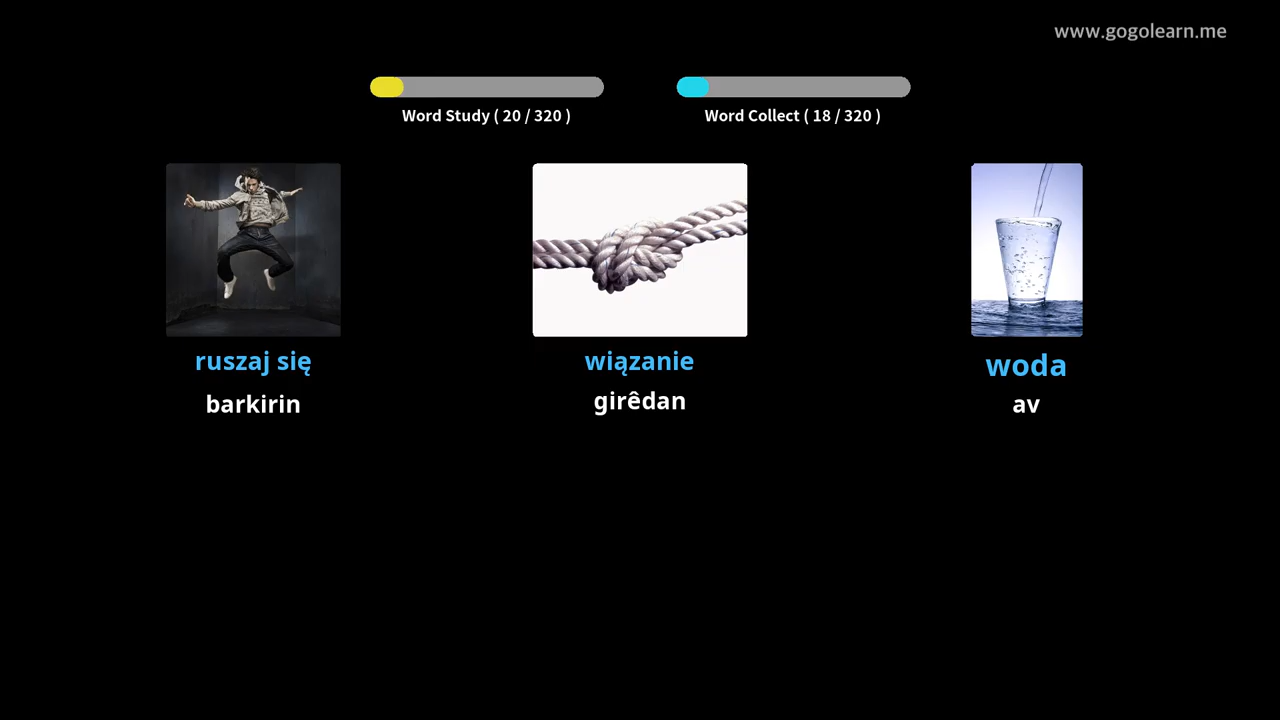 www.gogolearn.me
Word Study ( 20 / 320 )
Word Collect ( 18 / 320 )
ruszaj się
barkirin
wiązanie
girêdan
woda
av